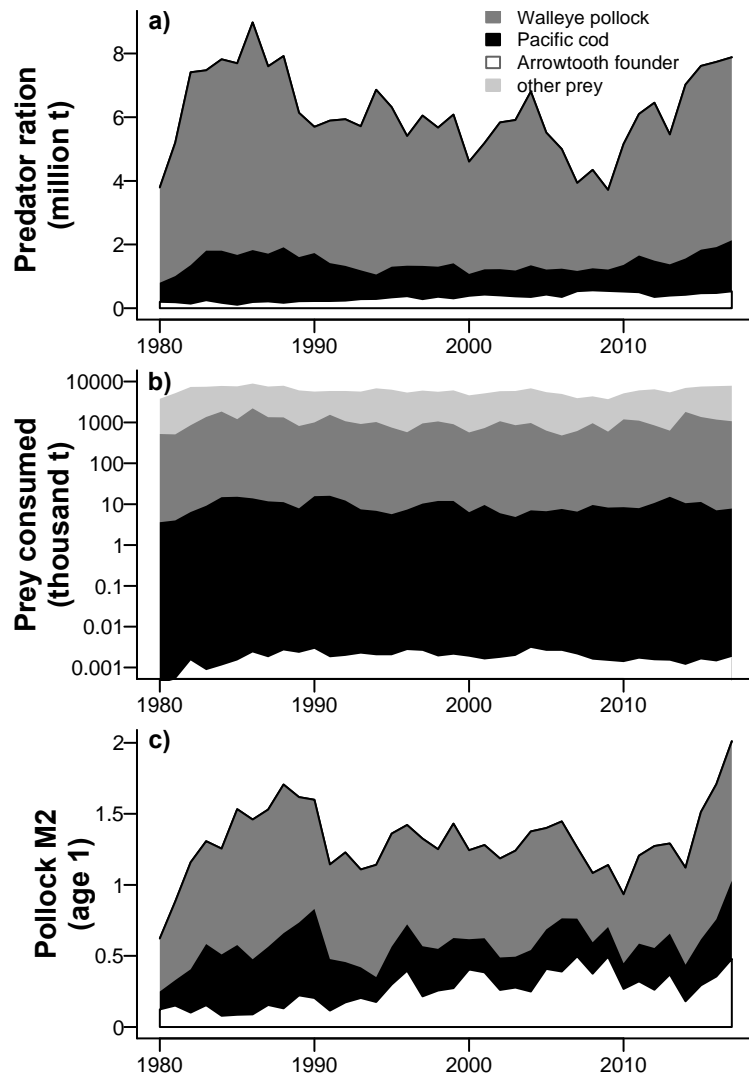 a)
Walleye pollock
Pacific cod
Arrowtooth founder
other prey
Predator ration
(million t)
8
6
4
2
0
1980 1990 2000 2010
b)
Prey consumed
(thousand t)
10000
1000
100
10
1
0.1
0.01
0.001
1980 1990 2000 2010
c)
Pollock M2
(age 1)
2
1.5
1
0.5
0
1980 1990 2000 2010